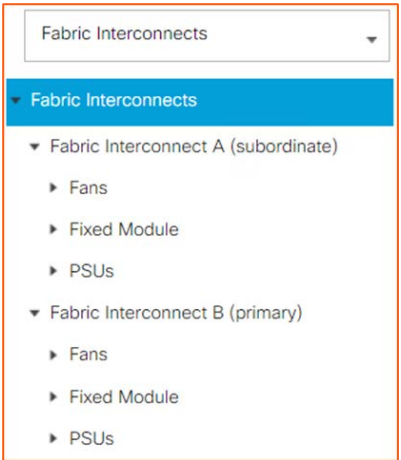 Fabric Interconnects
Fabric Interconnects
Fabric Interconnect A (subordinate)
Fans
Fixed Module
PSUs
Fabric Interconnect B (primary)
Fans
Fixed Module
PSUs